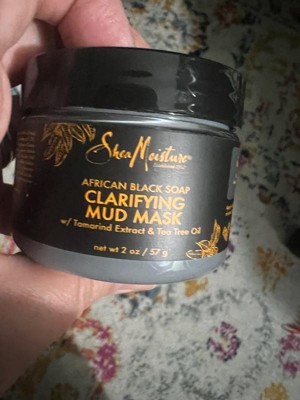 SheaMoisture
AFRICAN BLACK SOAP
CLARIFYING
MUD MASK
w/ Tamarind Extract & Tea Tree Oil
net wt 2 oz / 57 g